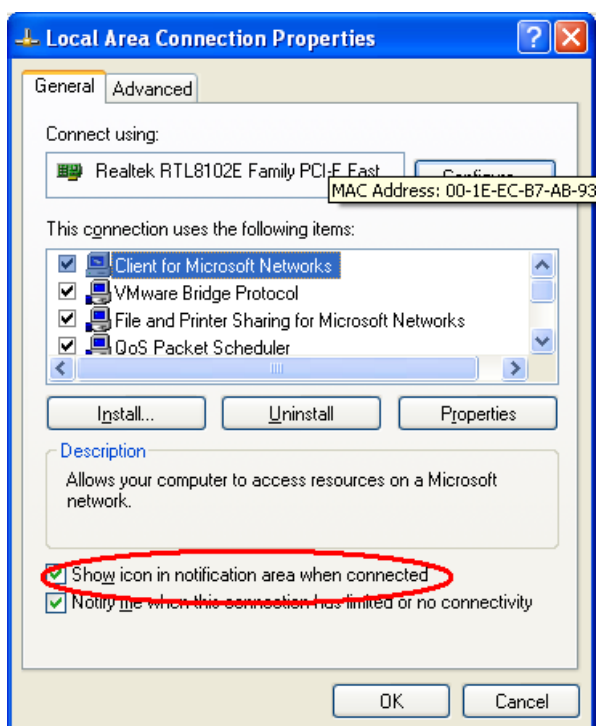 Local Area Connection Properties
General Advanced
Connect using:
Realtek RTL8102E Family PCI-E Fast
MAC Address: 00-1E-EC-B7-AB-93
This connection uses the following items:
Client for Microsoft Networks
VMware Bridge Protocol
File and Printer Sharing for Microsoft Networks
QoS Packet Scheduler
Install... Uninstall Properties
Description
Allows your computer to access resources on a Microsoft
network.
Show icon in notification area when connected
Notify me when this connection has limited or no connectivity
OK Cancel